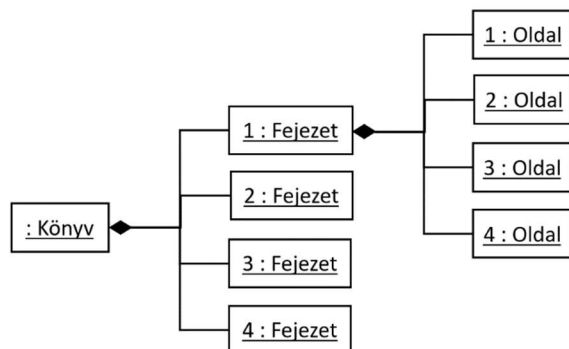 : Könyv
1 : Fejezet
2 : Fejezet
3 : Fejezet
4 : Fejezet
1 : Oldal
2 : Oldal
3 : Oldal
4 : Oldal